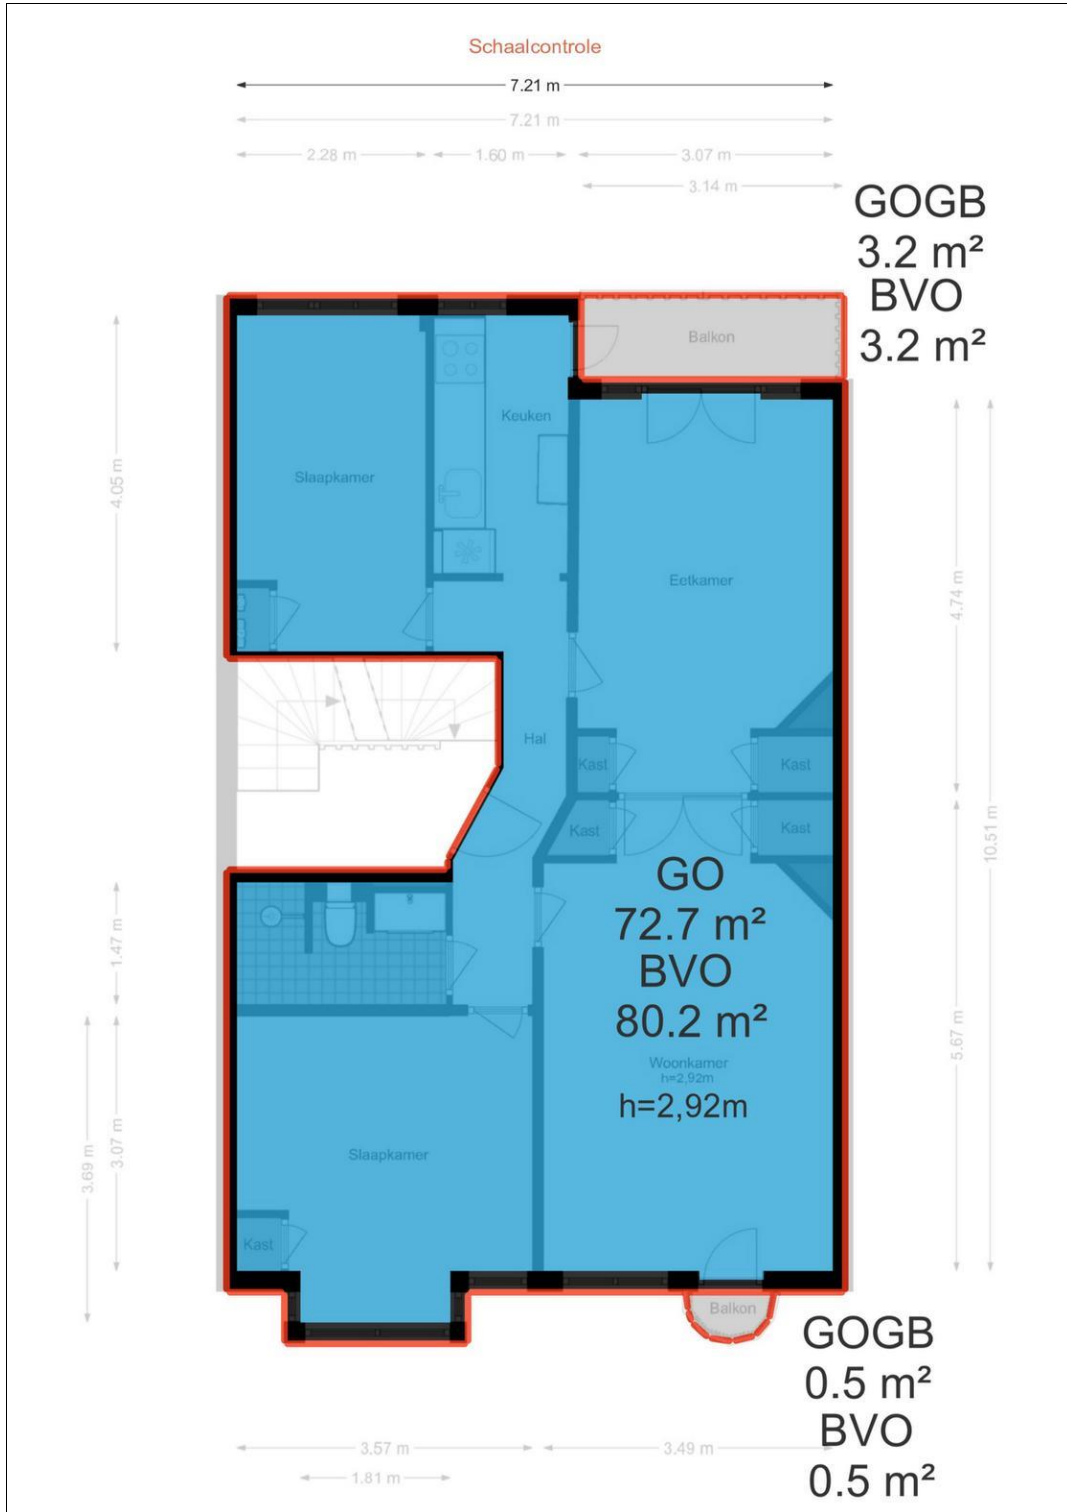 Schaalcontrole
7.21 m
7.21 m
2.28 m
1.60 m
3.07 m
3.14 m
GOGB
3.2 m²
BVO
3.2 m²
Balkon
Keuken
4.05 m
Slaapkamer
Eetkamer
4.74 m
Hal
Kast
Kast
Kast
Kast
10.51 m
GO
72.7 m²
BVO
80.2 m²
1.47 m
5.67 m
Woonkamer
h=2,92m
h=2,92m
3.07 m
3.69 m
Slaapkamer
Kast
Balkon
GOGB
0.5 m²
BVO
0.5 m²
3.57 m
3.49 m
1.81 m